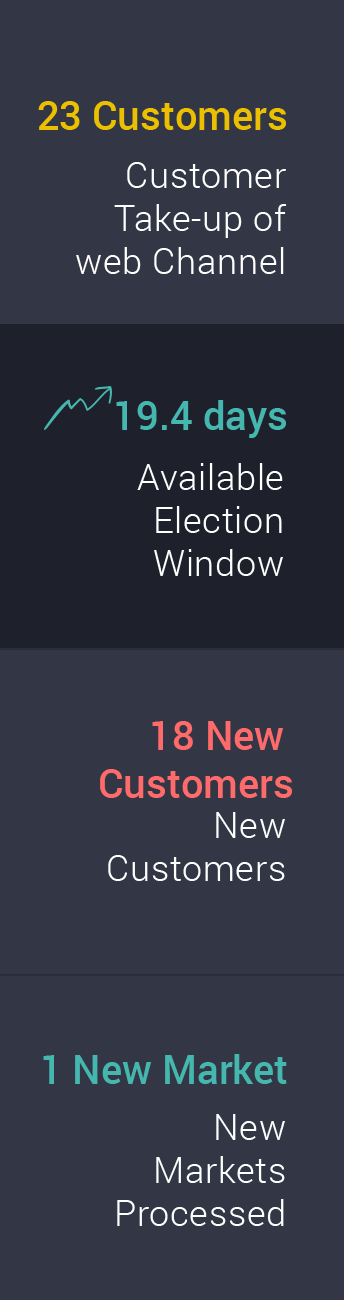 23 Customers
Customer
Take-up of
web Channel
19.4 days
Available
Election
Window
18 New
Customers
New
Customers
1 New Market
New
Markets
Processed